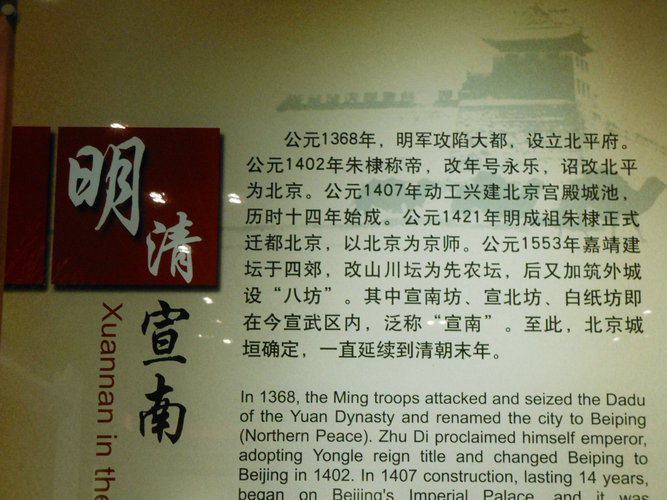 明清
宣南
Xuannan in the
公元1368年，明军攻陷大都，设立北平府。
公元1402年朱棣称帝，改年号永乐，诏改北平
为北京。公元1407年动工兴建北京宫殿城池，
历时十四年始成。公元1421年明成祖朱棣正式
迁都北京，以北京为京师。公元1553年嘉靖建
坛于四郊，改山川坛为先农坛，后又加筑外城
设“八坊”。其中宣南坊、宣北坊、白纸坊即
在今宣武区内，泛称“宣南”。至此，北京城
垣确定，一直延续到清朝末年。
In 1368, the Ming troops attacked and seized the Dadu
of the Yuan Dynasty and renamed the city to Beiping
(Northern Peace). Zhu Di proclaimed himself emperor,
adopting Yongle reign title and changed Beiping to
Beijing in 1402. In 1407 construction, lasting 14 years,
began on Beijing's Imperial Palace, and it was